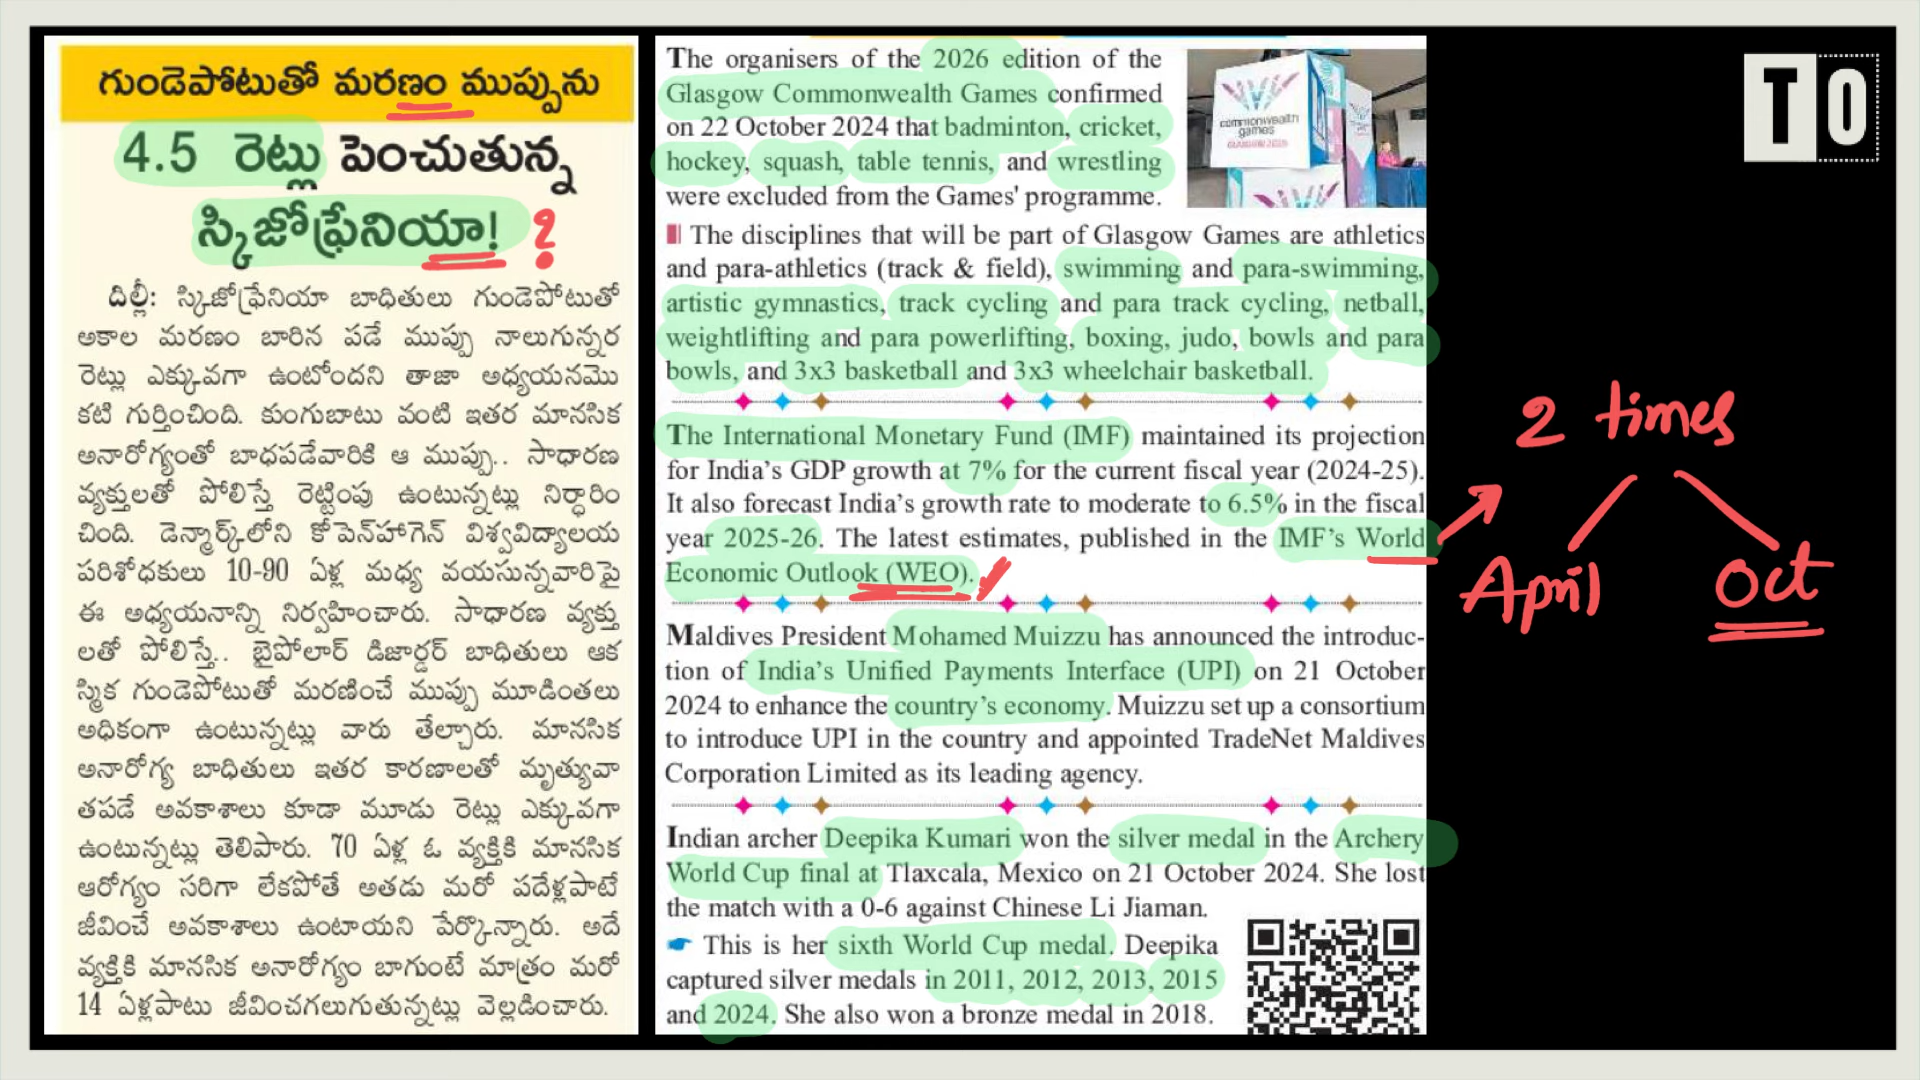 గుండెపోటుతో మరణం ముప్పును
4.5 రెట్లు పెంచుతున్న
స్కిజోఫ్రేనియా! ?
దిల్లీ: స్కిజోఫ్రేనియా బాధితులు గుండెపోటుతో
అకాల మరణం బారిన పడే ముప్పు నాలుగున్నర
రెట్లు ఎక్కువగా ఉంటోందని తాజా అధ్యయనమొ
కటి గుర్తించింది. కుంగుబాటు వంటి ఇతర మానసిక
అనారోగ్యంతో బాధపడేవారికి ఆ ముప్పు.. సాధారణ
వ్యక్తులతో పోలిస్తే రెట్టింపు ఉంటున్నట్లు నిర్ధారిం
చింది. డెన్మార్క్‌లోని కోపెన్‌హాగెన్ విశ్వవిద్యాలయ
పరిశోధకులు 10-90 ఏళ్ల మధ్య వయసున్నవారిపై
ఈ అధ్యయనాన్ని నిర్వహించారు. సాధారణ వ్యక్తు
లతో పోలిస్తే.. బైపోలార్ డిజార్డర్ బాధితులు ఆక
స్మిక గుండెపోటుతో మరణించే ముప్పు మూడింతలు
అధికంగా ఉంటున్నట్లు వారు తేల్చారు. మానసిక
అనారోగ్య బాధితులు ఇతర కారణాలతో మృత్యువా
తపడే అవకాశాలు కూడా మూడు రెట్లు ఎక్కువగా
ఉంటున్నట్లు తెలిపారు. 70 ఏళ్ల ఓ వ్యక్తికి మానసిక
ఆరోగ్యం సరిగా లేకపోతే అతడు మరో పదేళ్లపాటే
జీవించే అవకాశాలు ఉంటాయని పేర్కొన్నారు. అదే
వ్యక్తికి మానసిక అనారోగ్యం బాగుంటే మాత్రం మరో
14 ఏళ్లపాటు జీవించగలుగుతున్నట్లు వెల్లడించారు.
The organisers of the 2026 edition of the
Glasgow Commonwealth Games confirmed
on 22 October 2024 that badminton, cricket,
hockey, squash, table tennis, and wrestling
were excluded from the Games' programme.
commonwealth
games
GLASGOW 2026
The disciplines that will be part of Glasgow Games are athletics
and para-athletics (track & field), swimming and para-swimming,
artistic gymnastics, track cycling and para track cycling, netball,
weightlifting and para powerlifting, boxing, judo, bowls and para
bowls, and 3x3 basketball and 3x3 wheelchair basketball.
The International Monetary Fund (IMF) maintained its projection
for India's GDP growth at 7% for the current fiscal year (2024-25).
It also forecast India's growth rate to moderate to 6.5% in the fiscal
year 2025-26. The latest estimates, published in the IMF's World
Economic Outlook (WEO).
Maldives President Mohamed Muizzu has announced the introduc-
tion of India's Unified Payments Interface (UPI) on 21 October
2024 to enhance the country's economy. Muizzu set up a consortium
to introduce UPI in the country and appointed TradeNet Maldives
Corporation Limited as its leading agency.
Indian archer Deepika Kumari won the silver medal in the Archery
World Cup final at Tlaxcala, Mexico on 21 October 2024. She lost
the match with a 0-6 against Chinese Li Jiaman.
This is her sixth World Cup medal. Deepika
captured silver medals in 2011, 2012, 2013, 2015
and 2024. She also won a bronze medal in 2018.
TO
2 times
April
Oct